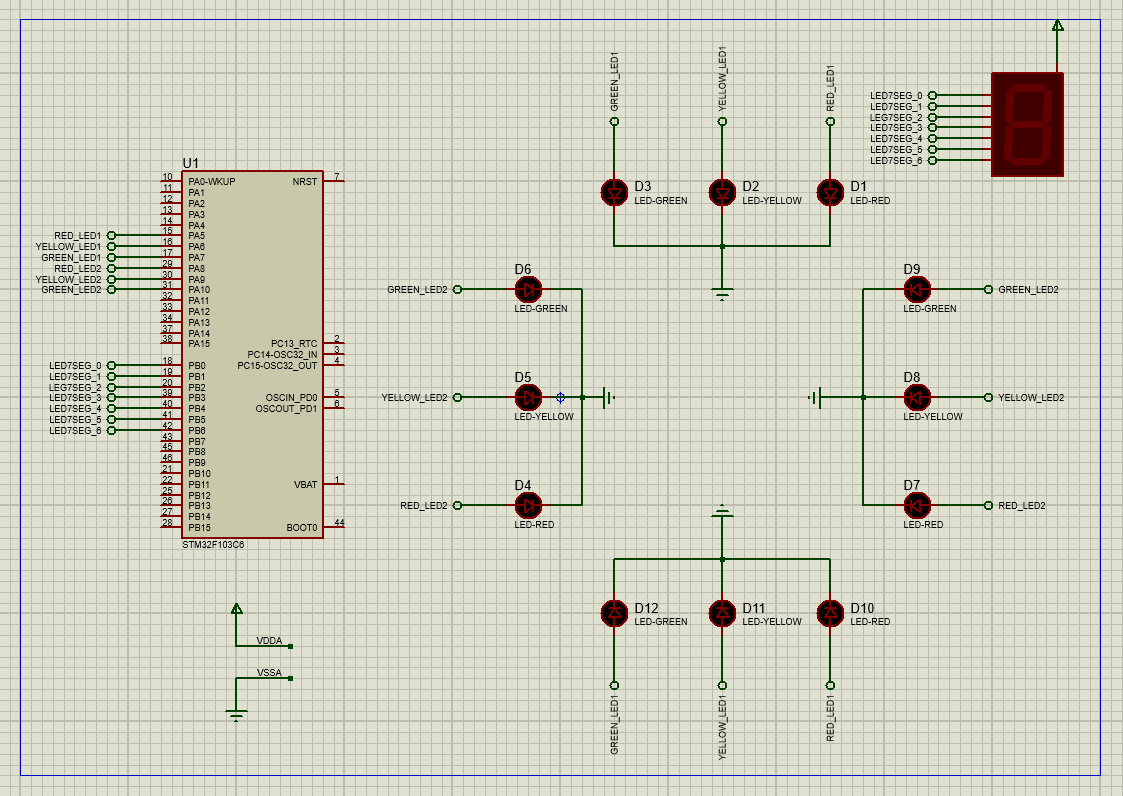 U1
10 PA0-WKUP NRST 7
11 PA1
12 PA2
13 PA3
14 PA4
RED_LED1 15 PA5
YELLOW_LED1 16 PA6
GREEN_LED1 17 PA7
RED_LED2 29 PA8
YELLOW_LED2 30 PA9
GREEN_LED2 31 PA10
32 PA11
33 PA12
34 PA13
37 PA14
38 PA15
PC13_RTC 2
PC14-OSC32_IN 3
PC15-OSC32_OUT 4
LED7SEG_0 18 PB0
LED7SEG_1 19 PB1
LEG7SEG_2 20 PB2
LED7SEG_3 39 PB3
LED7SEG_4 40 PB4
LED7SEG_5 41 PB5
LED7SEG_6 42 PB6
OSCIN_PD0 5
OSCOUT_PD1 6
43 PB7
45 PB8
46 PB9
21 PB10
22 PB11
25 PB12
26 PB13
27 PB14
28 PB15
VBAT 1
BOOT0 44
STM32F103C6
VDDA
VSSA
GREEN_LED1
YELLOW_LED1
RED_LED1
D3
LED-GREEN
D2
LED-YELLOW
D1
LED-RED
LED7SEG_0
LED7SEG_1
LEG7SEG_2
LED7SEG_3
LED7SEG_4
LED7SEG_5
LED7SEG_6
D6
GREEN_LED2
LED-GREEN
D5
YELLOW_LED2
LED-YELLOW
D4
RED_LED2
LED-RED
D9
GREEN_LED2
LED-GREEN
D8
YELLOW_LED2
LED-YELLOW
D7
RED_LED2
LED-RED
D12
LED-GREEN
D11
LED-YELLOW
D10
LED-RED
GREEN_LED1
YELLOW_LED1
RED_LED1